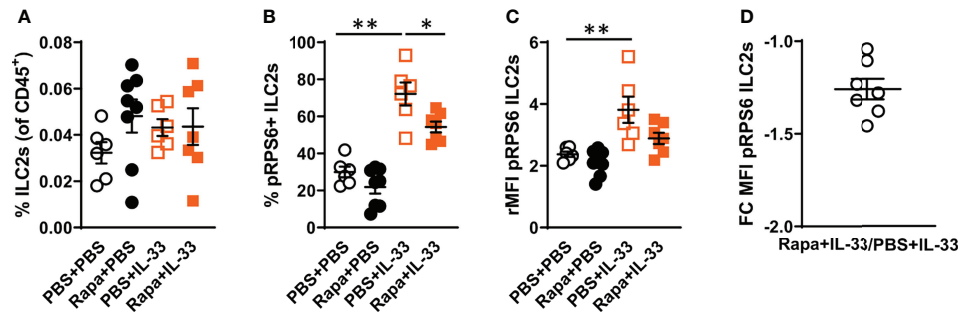 A
% ILC2s (of CD45⁺)
0.08
0.06
0.04
0.02
0.00
PBS+PBS
Rapa+PBS
PBS+IL-33
Rapa+IL-33
B
** *
% pRPS6+ ILC2s
100
80
60
40
20
0
PBS+PBS
Rapa+PBS
PBS+IL-33
Rapa+IL-33
C
**
rMFI pRPS6 ILC2s
6
4
2
0
PBS+PBS
Rapa+PBS
PBS+IL-33
Rapa+IL-33
D
FC MFI pRPS6 ILC2s
-1.0
-1.5
-2.0
Rapa+IL-33/PBS+IL-33